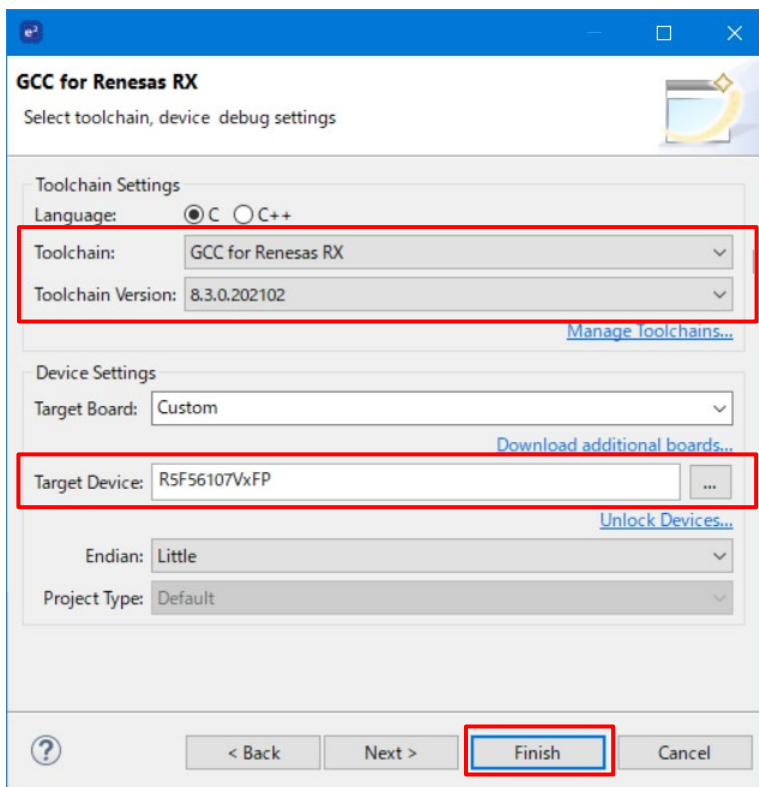 e²
GCC for Renesas RX
Select toolchain, device debug settings
Toolchain Settings
Language: C C++
Toolchain: GCC for Renesas RX
Toolchain Version: 8.3.0.202102
Manage Toolchains...
Device Settings
Target Board: Custom
Download additional boards...
Target Device: R5F56107VxFP ...
Unlock Devices...
Endian: Little
Project Type: Default
? < Back Next > Finish Cancel